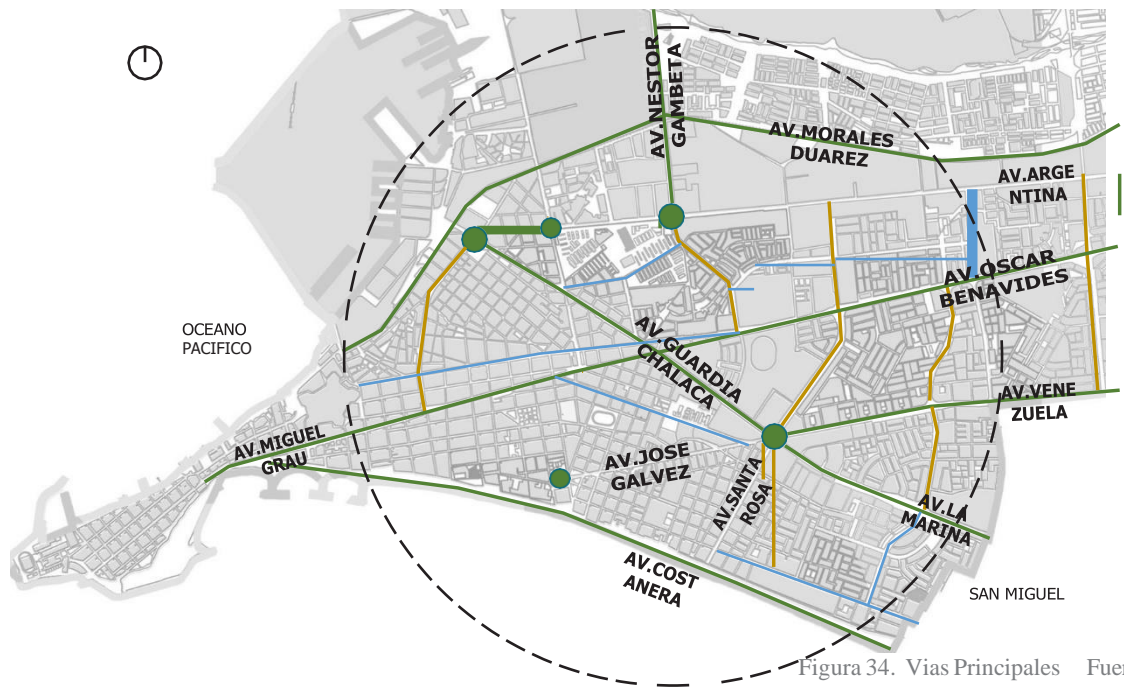 AV.NESTOR
GAMBETA
AV.MORALES
DUAREZ
AV.ARGE
NTINA
AV.OSCAR
BENAVIDES
OCEANO
PACIFICO
AV.GUARDIA
CHALACA
AV.VENE
ZUELA
AV.MIGUEL
GRAU
AV.JOSE
GALVEZ
AV.SANTA
ROSA
AV.LA
MARINA
AV.COST
ANERA
SAN MIGUEL
Figura 34. Vias Principales Fuer